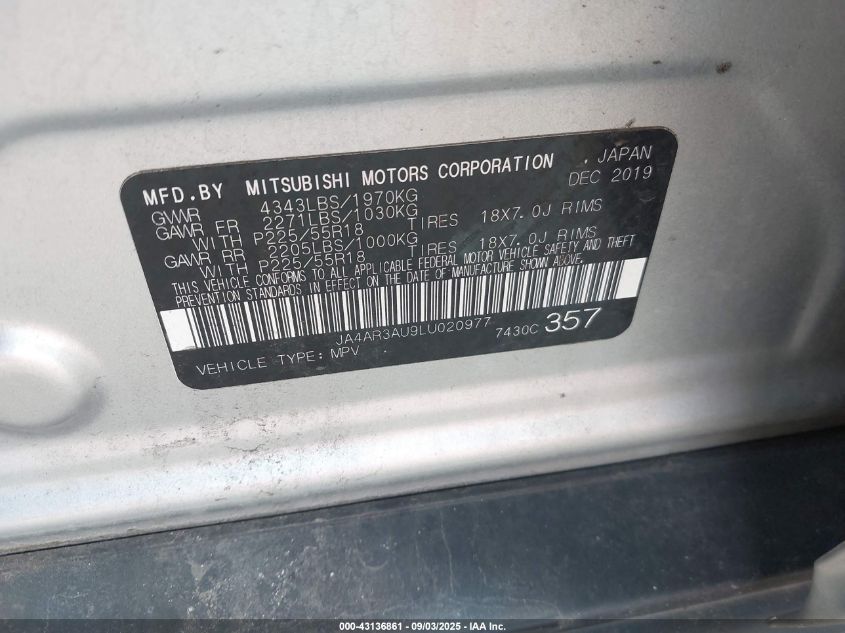 MFD.BY MITSUBISHI MOTORS CORPORATION , JAPAN
DEC 2019
GVWR 4343LBS/1970KG
GAWR FR 2271LBS/1030KG
WITH P225/55R18 TIRES 18X7.0J RIMS
GAWR RR 2205LBS/1000KG
WITH P225/55R18 TIRES 18X7.0J RIMS
THIS VEHICLE CONFORMS TO ALL APPLICABLE FEDERAL MOTOR VEHICLE SAFETY AND THEFT
PREVENTION STANDARDS IN EFFECT ON THE DATE OF MANUFACTURE SHOWN ABOVE.
JA4AR3AU9LU020977 7430C 357
VEHICLE TYPE: MPV
000-43136861 - 09/03/2025 - IAA Inc.